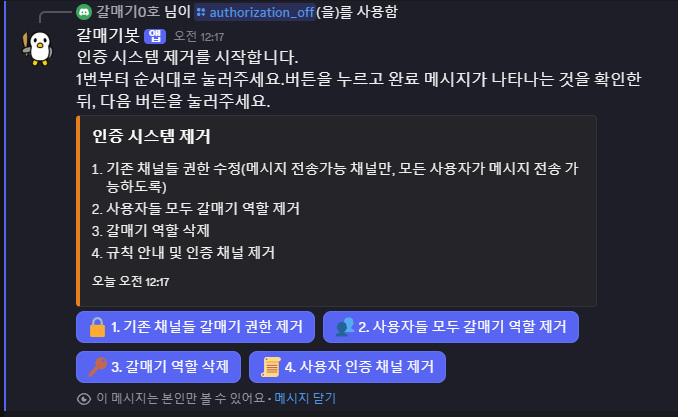 갈매기0호 님이 authorization_off(을)를 사용함
갈매기봇 앱 오전 12:17
인증 시스템 제거를 시작합니다.
1번부터 순서대로 눌러주세요.버튼을 누르고 완료 메시지가 나타나는 것을 확인한
뒤, 다음 버튼을 눌러주세요.
인증 시스템 제거
1. 기존 채널들 권한 수정(메시지 전송가능 채널만, 모든 사용자가 메시지 전송 가
능하도록)
2. 사용자들 모두 갈매기 역할 제거
3. 갈매기 역할 삭제
4. 규칙 안내 및 인증 채널 제거
오늘 오전 12:17
1. 기존 채널들 갈매기 권한 제거
2. 사용자들 모두 갈매기 역할 제거
3. 갈매기 역할 삭제
4. 사용자 인증 채널 제거
이 메시지는 본인만 볼 수 있어요 • 메시지 닫기